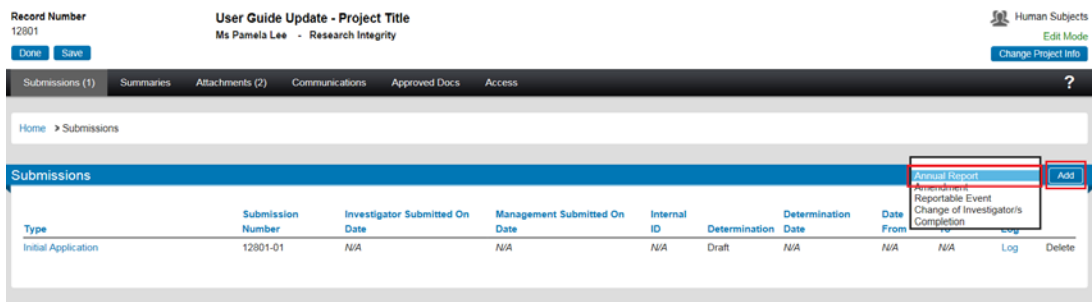 Record Number
12801
Done Save
User Guide Update - Project Title
Ms Pamela Lee - Research Integrity
Human Subjects
Edit Mode
Change Project Info
Submissions (1) Summaries Attachments (2) Communications Approved Docs Access ?
Home > Submissions
Submissions
Annual Report
Amendment
Reportable Event
Change of Investigator/s
Completion
Add
Type Submission Number Investigator Submitted On Date Management Submitted On Date Internal ID Determination Determination Date Date From To Log
Initial Application 12801-01 N/A N/A N/A Draft N/A N/A N/A Log Delete